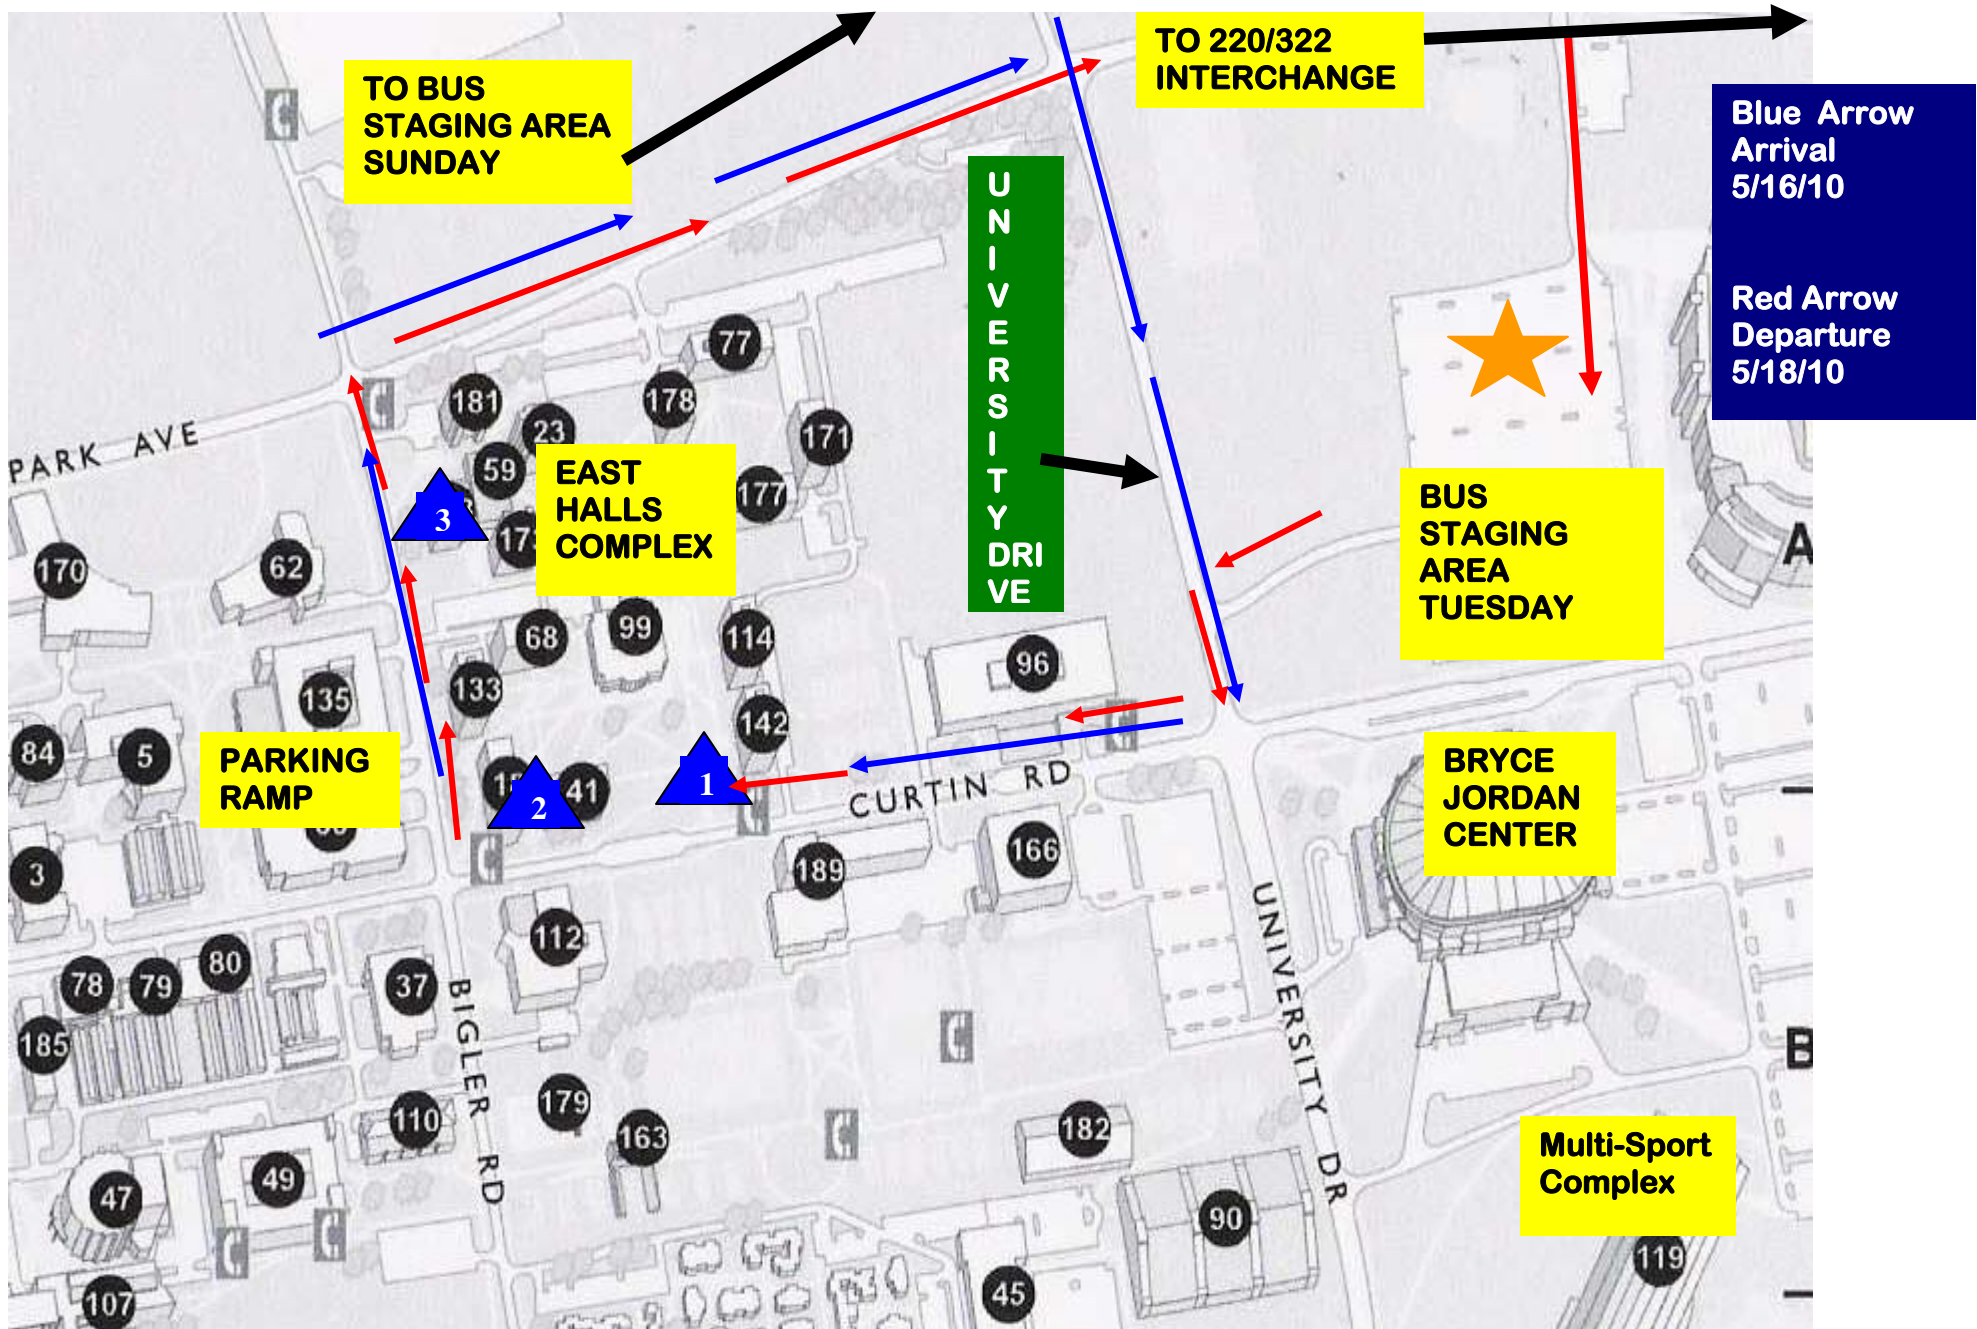 TO 220/322
INTERCHANGE
TO BUS
STAGING AREA
SUNDAY
Blue Arrow
Arrival
5/16/10
Red Arrow
Departure
5/18/10
U
N
I
V
E
R
S
I
T
Y
DRI
VE
77
181
178
23
171
PARK AVE
59
177
3
EAST
HALLS
COMPLEX
BUS
STAGING
AREA
TUESDAY
A
170
62
68
99
114
96
133
135
142
84
5
PARKING
RAMP
2
41
1
CURTIN RD
BRYCE
JORDAN
CENTER
3
189
166
112
UNIVERSITY DR
78
79
80
37
BIGLER RD
185
B
110
179
163
182
Multi-Sport
Complex
47
49
90
119
107
45